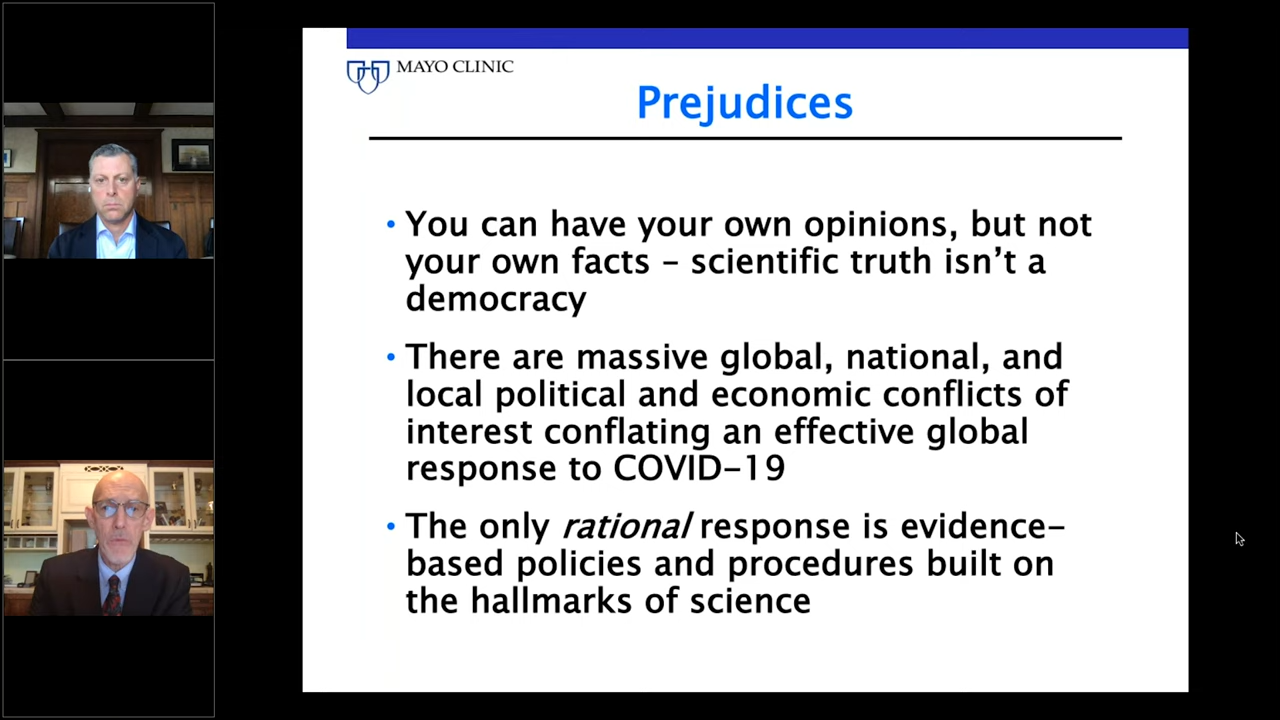 MAYO CLINIC
Prejudices
• You can have your own opinions, but not
your own facts – scientific truth isn’t a
democracy
• There are massive global, national, and
local political and economic conflicts of
interest conflating an effective global
response to COVID-19
• The only rational response is evidence-
based policies and procedures built on
the hallmarks of science